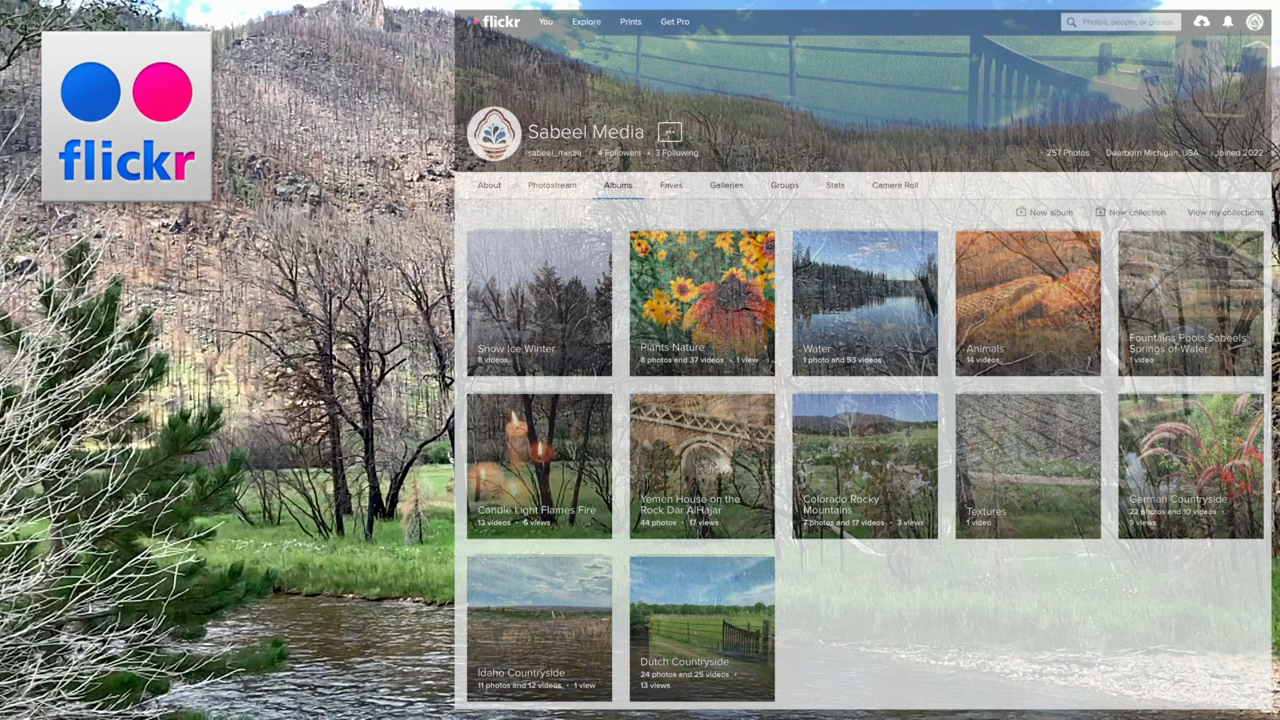 flickr
flickr
You Explore Prints Get Pro
Photos, people, or groups
Sabeel Media
sabeel_media 4 Followers • 3 Following
257 Photos Dearborn Michigan, USA Joined 2022
About Photostream Albums Faves Galleries Groups Stats Camera Roll
New album New collection View my collections
Snow Ice Winter
8 videos
Plants Nature
8 photos and 37 videos • 1 view
Water
1 photo and 53 videos
Animals
14 videos
Fountains Pools Sabeels
Springs of Water
1 video
Candle Light Flames Fire
13 videos • 6 views
Yemen House on the
Rock Dar AlHajar
44 photos • 17 views
Colorado Rocky
Mountains
7 photos and 17 videos • 3 views
Textures
1 video
German Countryside
22 photos and 10 videos •
9 views
Idaho Countryside
11 photos and 12 videos • 1 view
Dutch Countryside
24 photos and 25 videos •
13 views